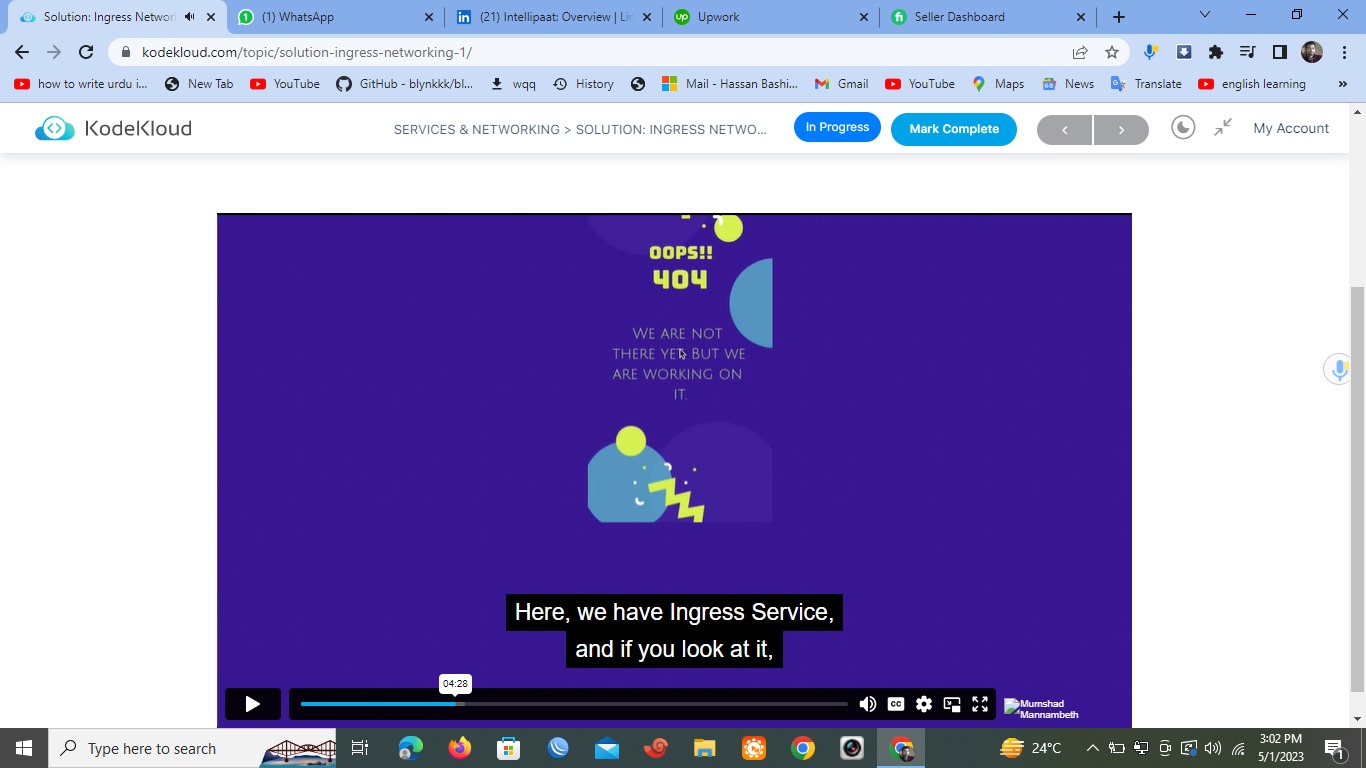 Solution: Ingress Networ
(1) WhatsApp
(21) Intellipaat: Overview | Lin
Upwork
Seller Dashboard
kodekloud.com/topic/solution-ingress-networking-1/
how to write urdu i...
New Tab
YouTube
GitHub - blynkkk/bl...
wqq
History
Mail - Hassan Bashi...
Gmail
YouTube
Maps
News
Translate
english learning
»
KodeKloud
SERVICES & NETWORKING > SOLUTION: INGRESS NETWO...
In Progress
Mark Complete
My Account
OOPS!!
404
WE ARE NOT
THERE YET BUT WE
ARE WORKING ON
IT.
Here, we have Ingress Service,
and if you look at it,
04:28
CC
Mumshad
Mannambeth
Type here to search
24°C
3:02 PM
5/1/2023
1